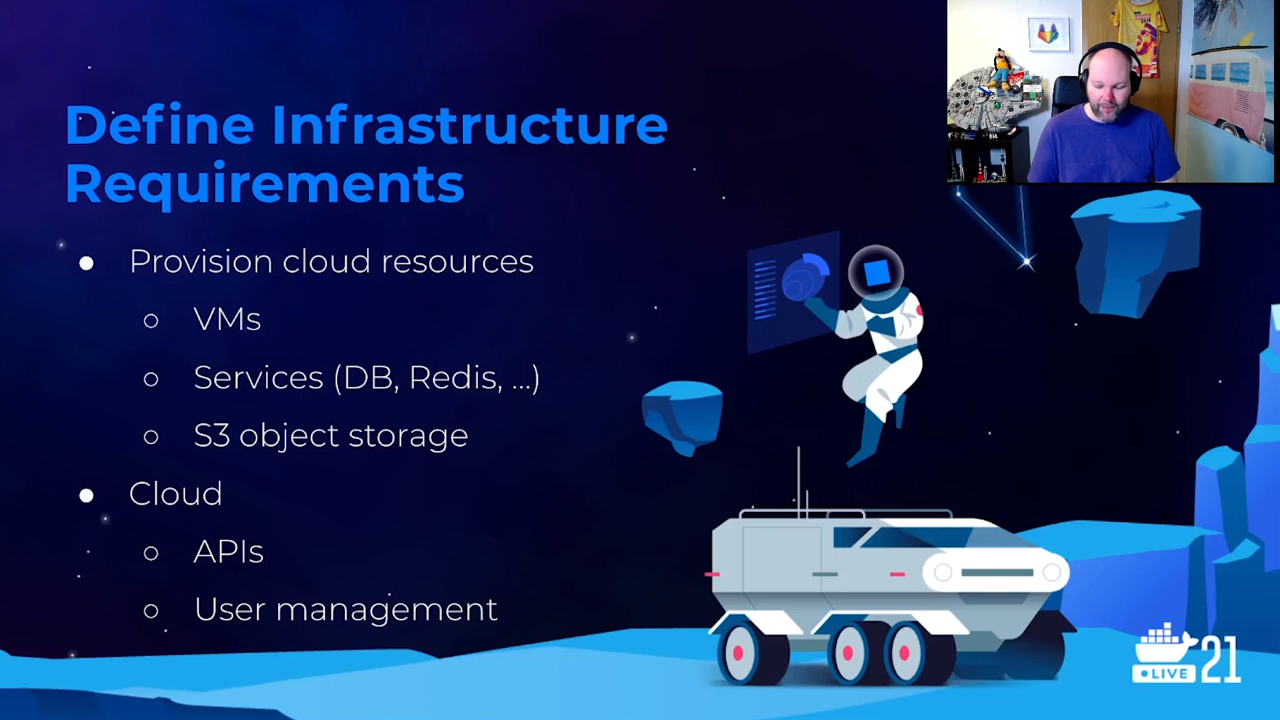 Define Infrastructure
Requirements
● Provision cloud resources
○ VMs
○ Services (DB, Redis, ...)
○ S3 object storage
● Cloud
○ APIs
○ User management
LIVE 21